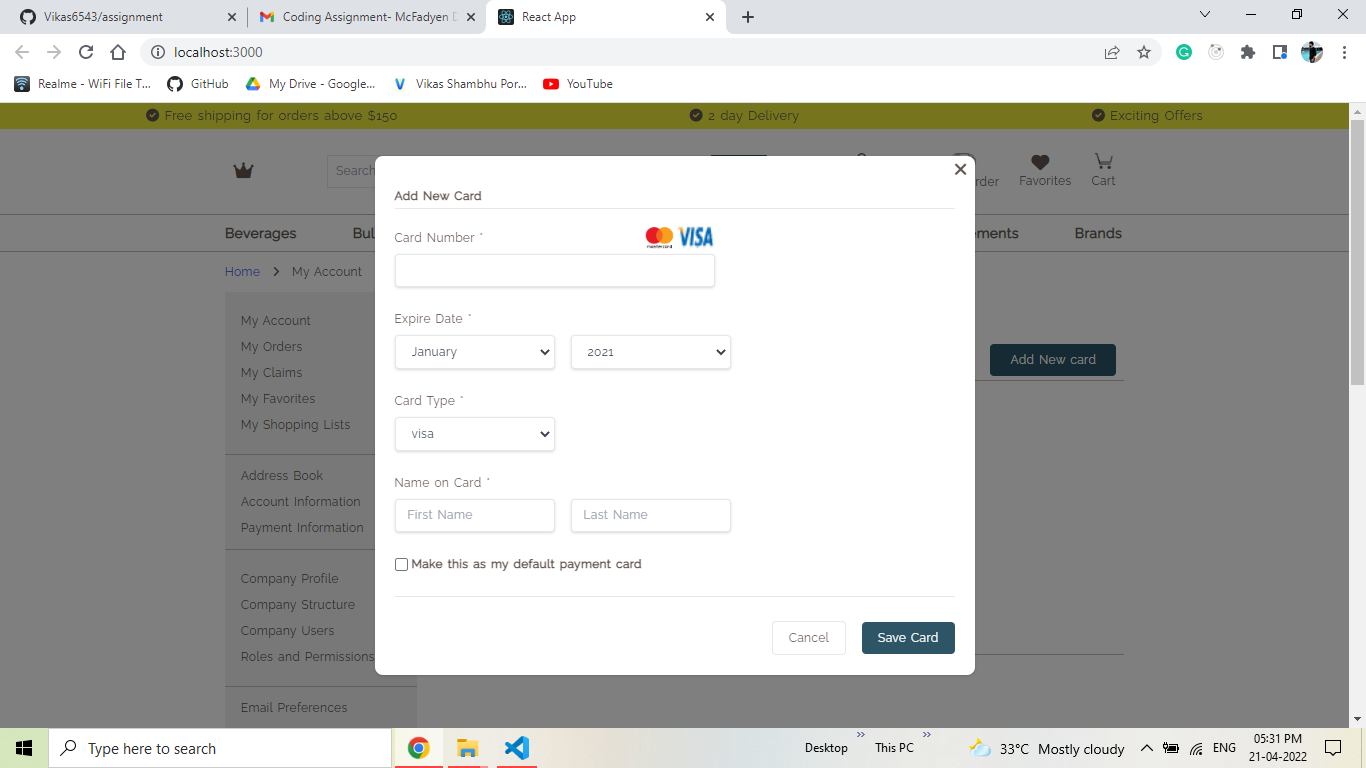 Vikas6543/assignment
Coding Assignment- McFadyen D
React App
localhost:3000
Realme - WiFi File T...
GitHub
My Drive - Google...
Vikas Shambhu Por...
YouTube
Free shipping for orders above $150
2 day Delivery
Exciting Offers
Search
rder
Favorites
Cart
Beverages
Bul
ements
Brands
Home > My Account
My Account
My Orders
My Claims
My Favorites
My Shopping Lists
Address Book
Account Information
Payment Information
Company Profile
Company Structure
Company Users
Roles and Permissions
Email Preferences
Add New card
Add New Card
Card Number *
mastercard
VISA
Expire Date *
January
2021
Card Type *
visa
Name on Card *
First Name
Last Name
Make this as my default payment card
Cancel
Save Card
Type here to search
Desktop
This PC
33°C Mostly cloudy
ENG
05:31 PM
21-04-2022